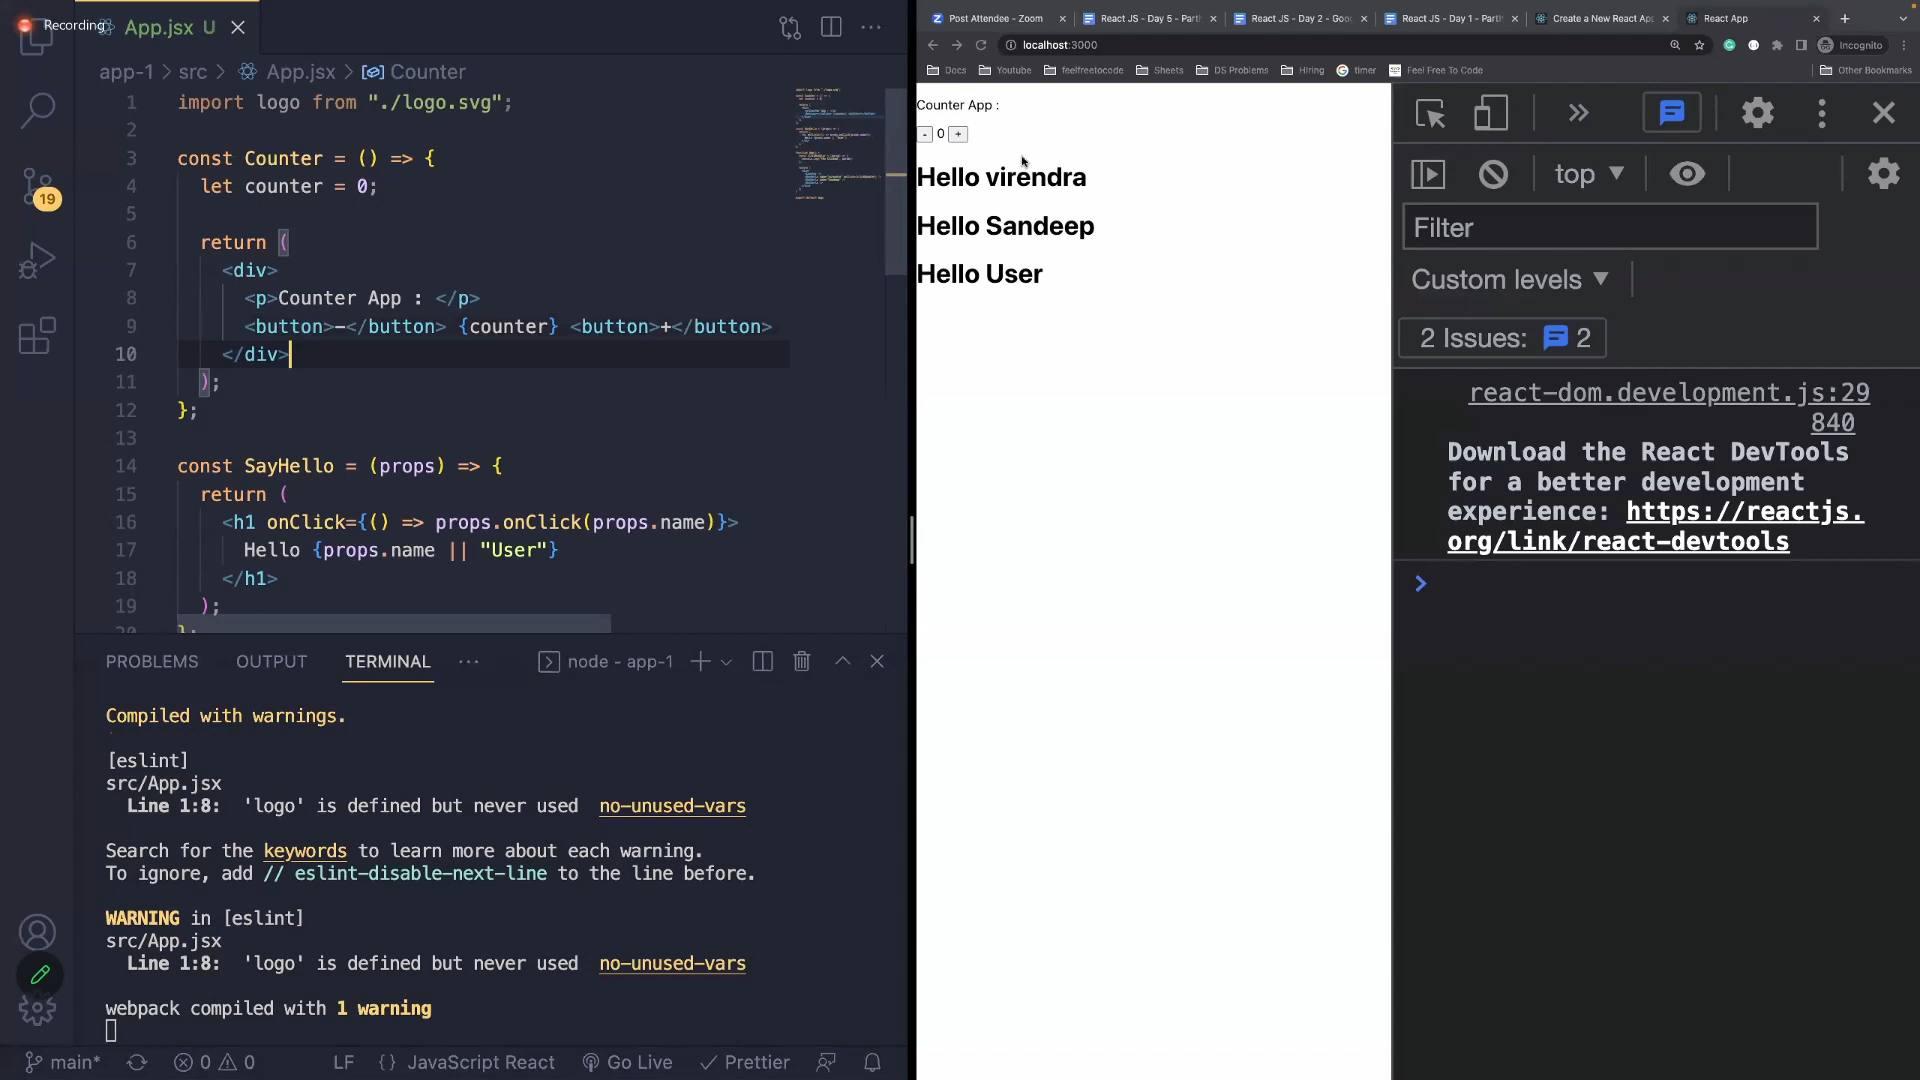 Recording
App.jsx U
app-1 > src > App.jsx > Counter
1 import logo from "./logo.svg";
2
3 const Counter = () => {
4 let counter = 0;
5
6 return (
7 <div>
8 <p>Counter App : </p>
9 <button>-</button> {counter} <button>+</button>
10 </div>
11 );
12 };
13
14 const SayHello = (props) => {
15 return (
16 <h1 onClick={() => props.onClick(props.name)}>
17 Hello {props.name || "User"}
18 </h1>
19 );
20 };
19
PROBLEMS OUTPUT TERMINAL ··· node - app-1
Compiled with warnings.
[eslint]
src/App.jsx
Line 1:8: 'logo' is defined but never used no-unused-vars
Search for the keywords to learn more about each warning.
To ignore, add // eslint-disable-next-line to the line before.
WARNING in [eslint]
src/App.jsx
Line 1:8: 'logo' is defined but never used no-unused-vars
webpack compiled with 1 warning
main* 0 0 LF {} JavaScript React Go Live Prettier
Post Attendee - Zoom React JS - Day 5 - Parth React JS - Day 2 - Goog React JS - Day 1 - Parth Create a New React App React App
localhost:3000 Incognito
Docs Youtube feelfreetocode Sheets DS Problems Hiring timer Feel Free To Code Other Bookmarks
Counter App :
- 0 +
Hello virendra
Hello Sandeep
Hello User
top
Filter
Custom levels
2 Issues: 2
react-dom.development.js:29
840
Download the React DevTools
for a better development
experience: https://reactjs.
org/link/react-devtools